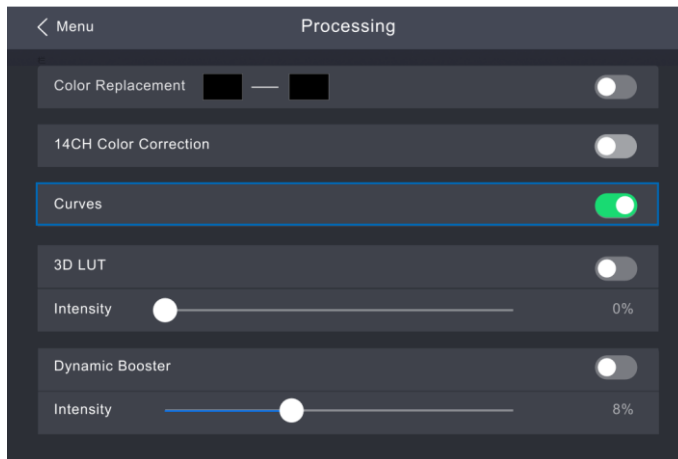 Menu
Processing
Color Replacement
14CH Color Correction
Curves
3D LUT
Intensity 0%
Dynamic Booster
Intensity 8%